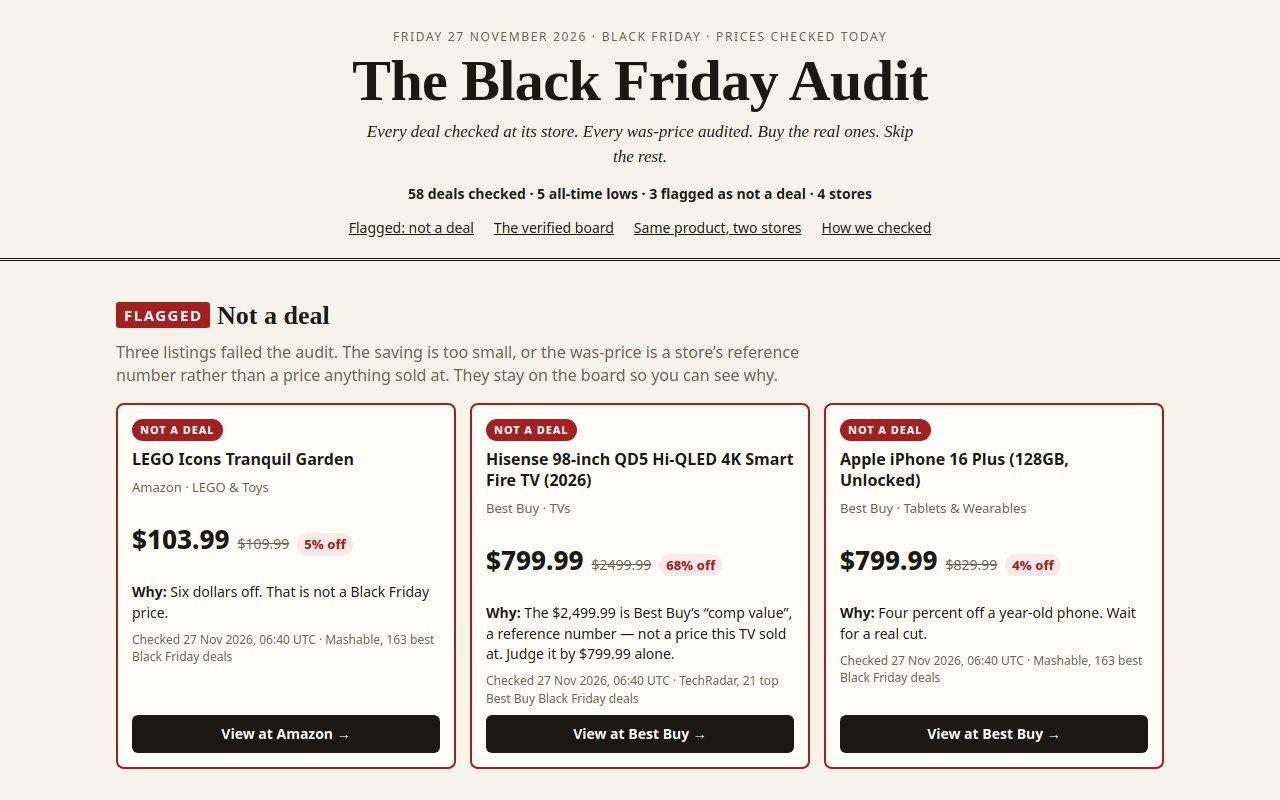 FRIDAY 27 NOVEMBER 2026 · BLACK FRIDAY · PRICES CHECKED TODAY
The Black Friday Audit
Every deal checked at its store. Every was-price audited. Buy the real ones. Skip
the rest.
58 deals checked · 5 all-time lows · 3 flagged as not a deal · 4 stores
Flagged: not a deal The verified board Same product, two stores How we checked
FLAGGED Not a deal
Three listings failed the audit. The saving is too small, or the was-price is a store’s reference
number rather than a price anything sold at. They stay on the board so you can see why.
NOT A DEAL
LEGO Icons Tranquil Garden
Amazon · LEGO & Toys
$103.99 $109.99 5% off
Why: Six dollars off. That is not a Black Friday
price.
Checked 27 Nov 2026, 06:40 UTC · Mashable, 163 best
Black Friday deals
View at Amazon →
NOT A DEAL
Hisense 98-inch QD5 Hi-QLED 4K Smart
Fire TV (2026)
Best Buy · TVs
$799.99 $2499.99 68% off
Why: The $2,499.99 is Best Buy’s “comp value”,
a reference number — not a price this TV sold
at. Judge it by $799.99 alone.
Checked 27 Nov 2026, 06:40 UTC · TechRadar, 21 top
Best Buy Black Friday deals
View at Best Buy →
NOT A DEAL
Apple iPhone 16 Plus (128GB,
Unlocked)
Best Buy · Tablets & Wearables
$799.99 $829.99 4% off
Why: Four percent off a year-old phone. Wait
for a real cut.
Checked 27 Nov 2026, 06:40 UTC · Mashable, 163 best
Black Friday deals
View at Best Buy →